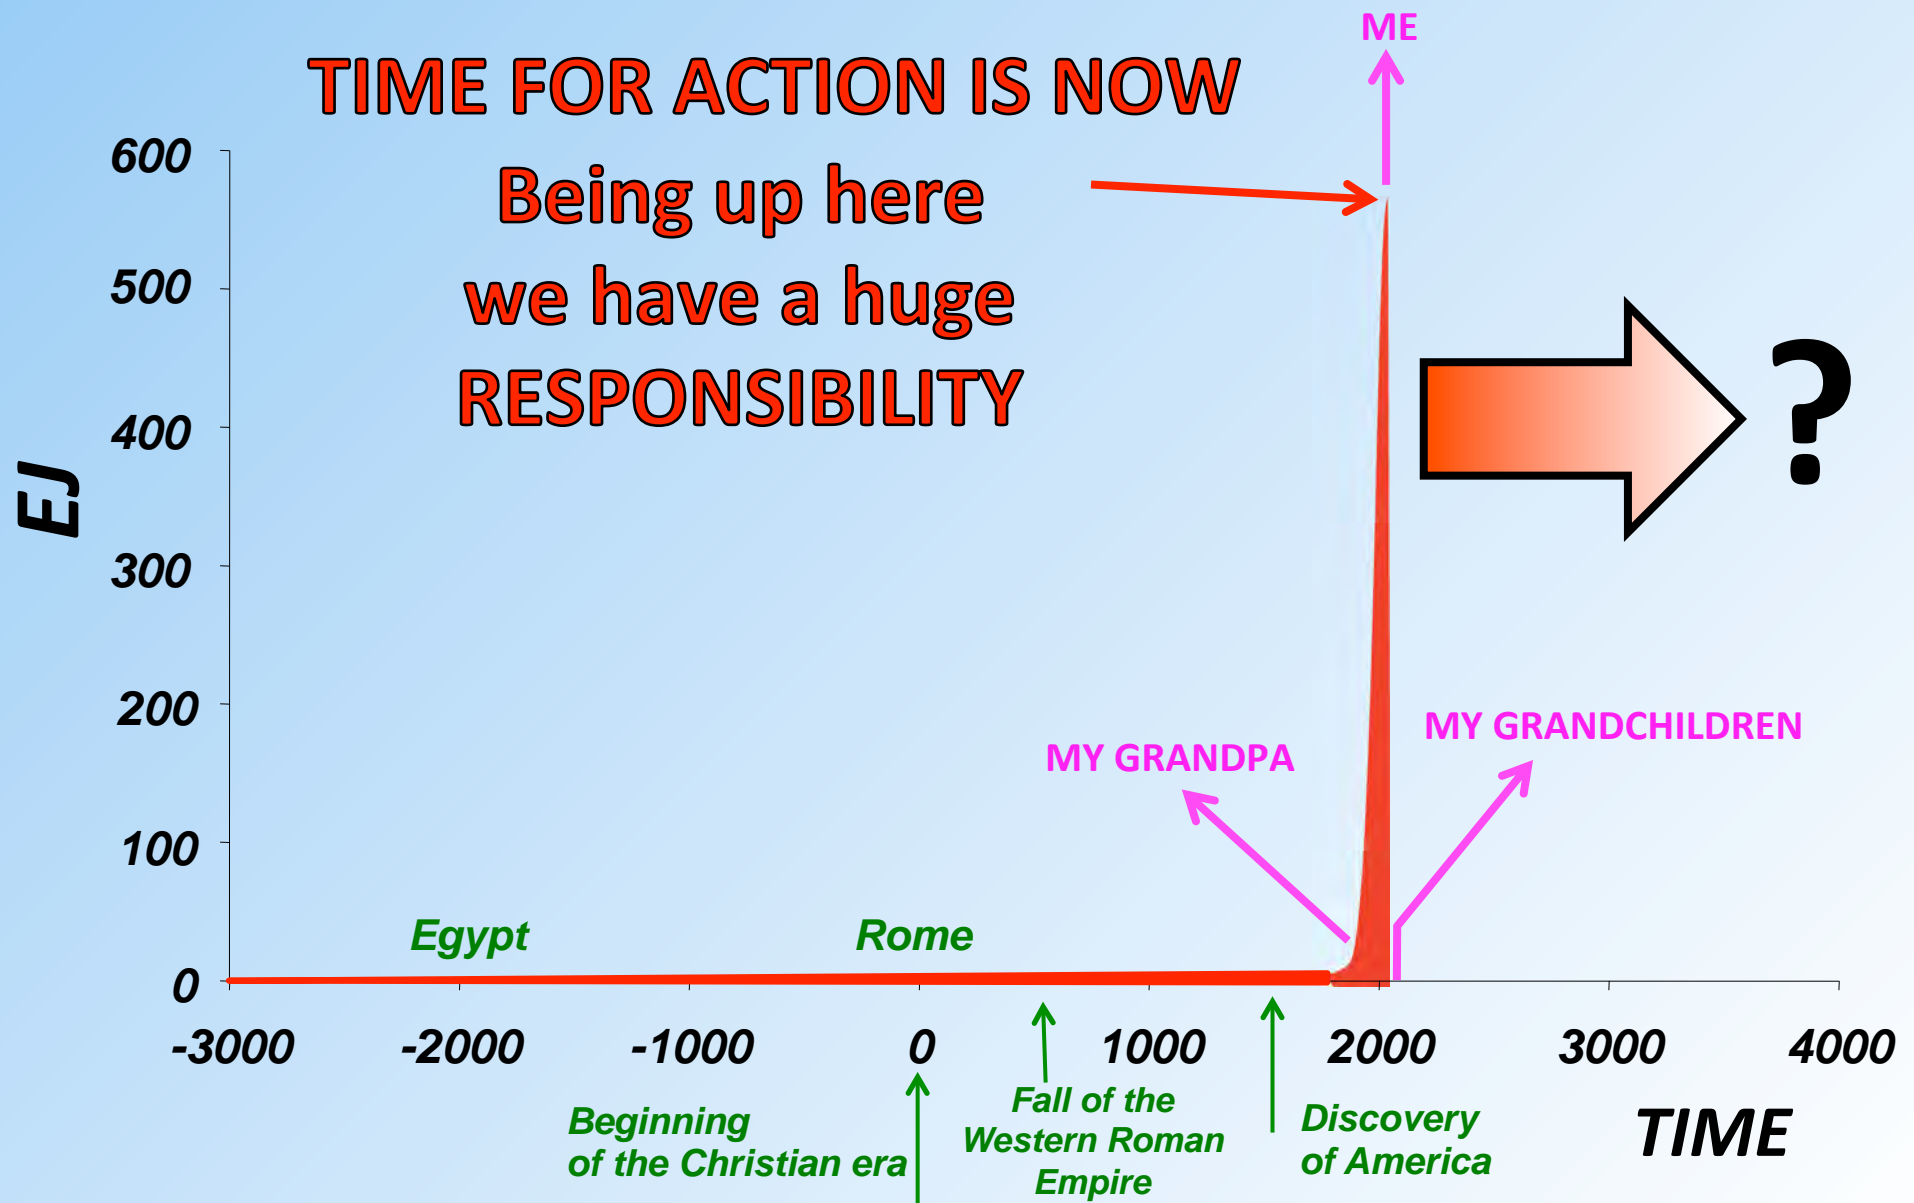 ME
TIME FOR ACTION IS NOW
Being up here
we have a huge
RESPONSIBILITY
600
500
400
300
200
100
0
EJ
?
MY GRANDPA
MY GRANDCHILDREN
Egypt
Rome
-3000
-2000
-1000
0
1000
2000
3000
4000
Beginning
of the Christian era
Fall of the
Western Roman
Empire
Discovery
of America
TIME